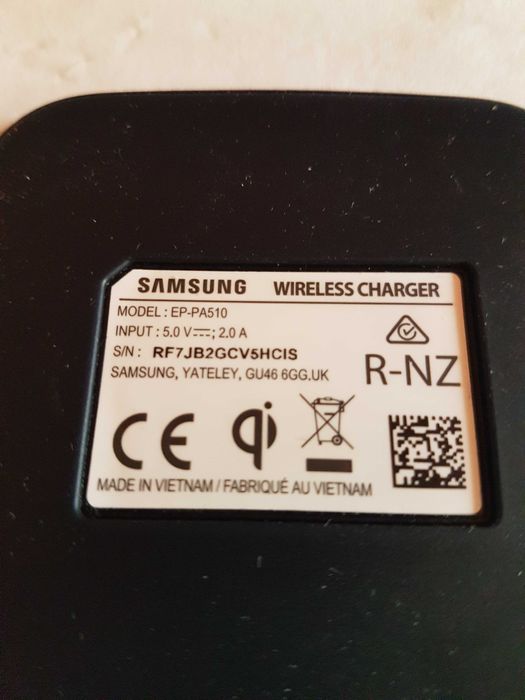 SAMSUNG WIRELESS CHARGER
MODEL : EP-PA510
INPUT : 5.0 V⎓; 2.0 A
S/N : RF7JB2GCV5HCIS
SAMSUNG, YATELEY, GU46 6GG.UK
R-NZ
CE qi
MADE IN VIETNAM / FABRIQUÉ AU VIETNAM